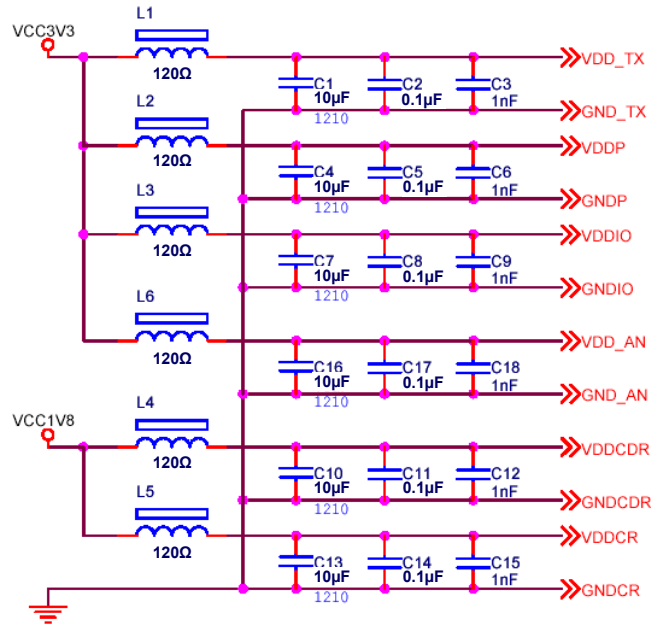 L1
VCC3V3
VDD_TX
120Ω
C1 C2 C3
10µF 0.1µF 1nF
1210
GND_TX
L2
VDDP
120Ω
C4 C5 C6
10µF 0.1µF 1nF
1210
GNDP
L3
VDDIO
120Ω
C7 C8 C9
10µF 0.1µF 1nF
1210
GNDIO
L6
VDD_AN
120Ω
C16 C17 C18
10µF 0.1µF 1nF
1210
GND_AN
L4
VCC1V8
VDDCDR
120Ω
C10 C11 C12
10µF 0.1µF 1nF
1210
GNDCDR
L5
VDDCR
120Ω
C13 C14 C15
10µF 0.1µF 1nF
1210
GNDCR